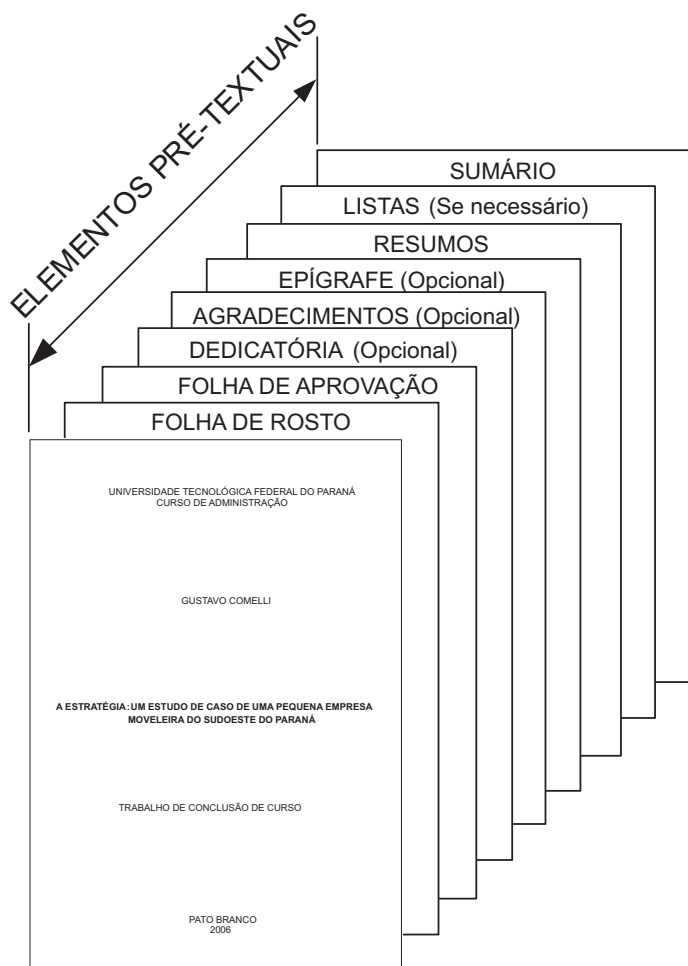 ELEMENTOS PRÉ-TEXTUAIS
SUMÁRIO
LISTAS (Se necessário)
RESUMOS
EPÍGRAFE (Opcional)
AGRADECIMENTOS (Opcional)
DEDICATÓRIA (Opcional)
FOLHA DE APROVAÇÃO
FOLHA DE ROSTO
UNIVERSIDADE TECNOLÓGICA FEDERAL DO PARANÁ
CURSO DE ADMINISTRAÇÃO
GUSTAVO COMELLI
A ESTRATÉGIA: UM ESTUDO DE CASO DE UMA PEQUENA EMPRESA
MOVELEIRA DO SUDOESTE DO PARANÁ
TRABALHO DE CONCLUSÃO DE CURSO
PATO BRANCO
2006